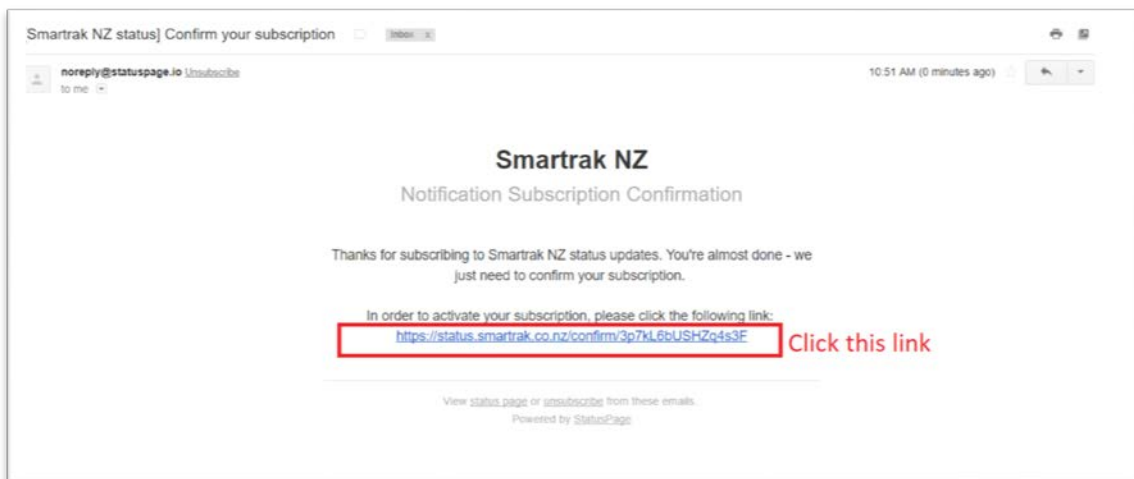 Smartrak NZ status] Confirm your subscription Inbox x
noreply@statuspage.io Unsubscribe 10:51 AM (0 minutes ago)
to me
Smartrak NZ
Notification Subscription Confirmation
Thanks for subscribing to Smartrak NZ status updates. You're almost done - we
just need to confirm your subscription.
In order to activate your subscription, please click the following link:
https://status.smartrak.co.nz/confirm/3p7kL6bUSHZq4s3F Click this link
View status page or unsubscribe from these emails.
Powered by StatusPage